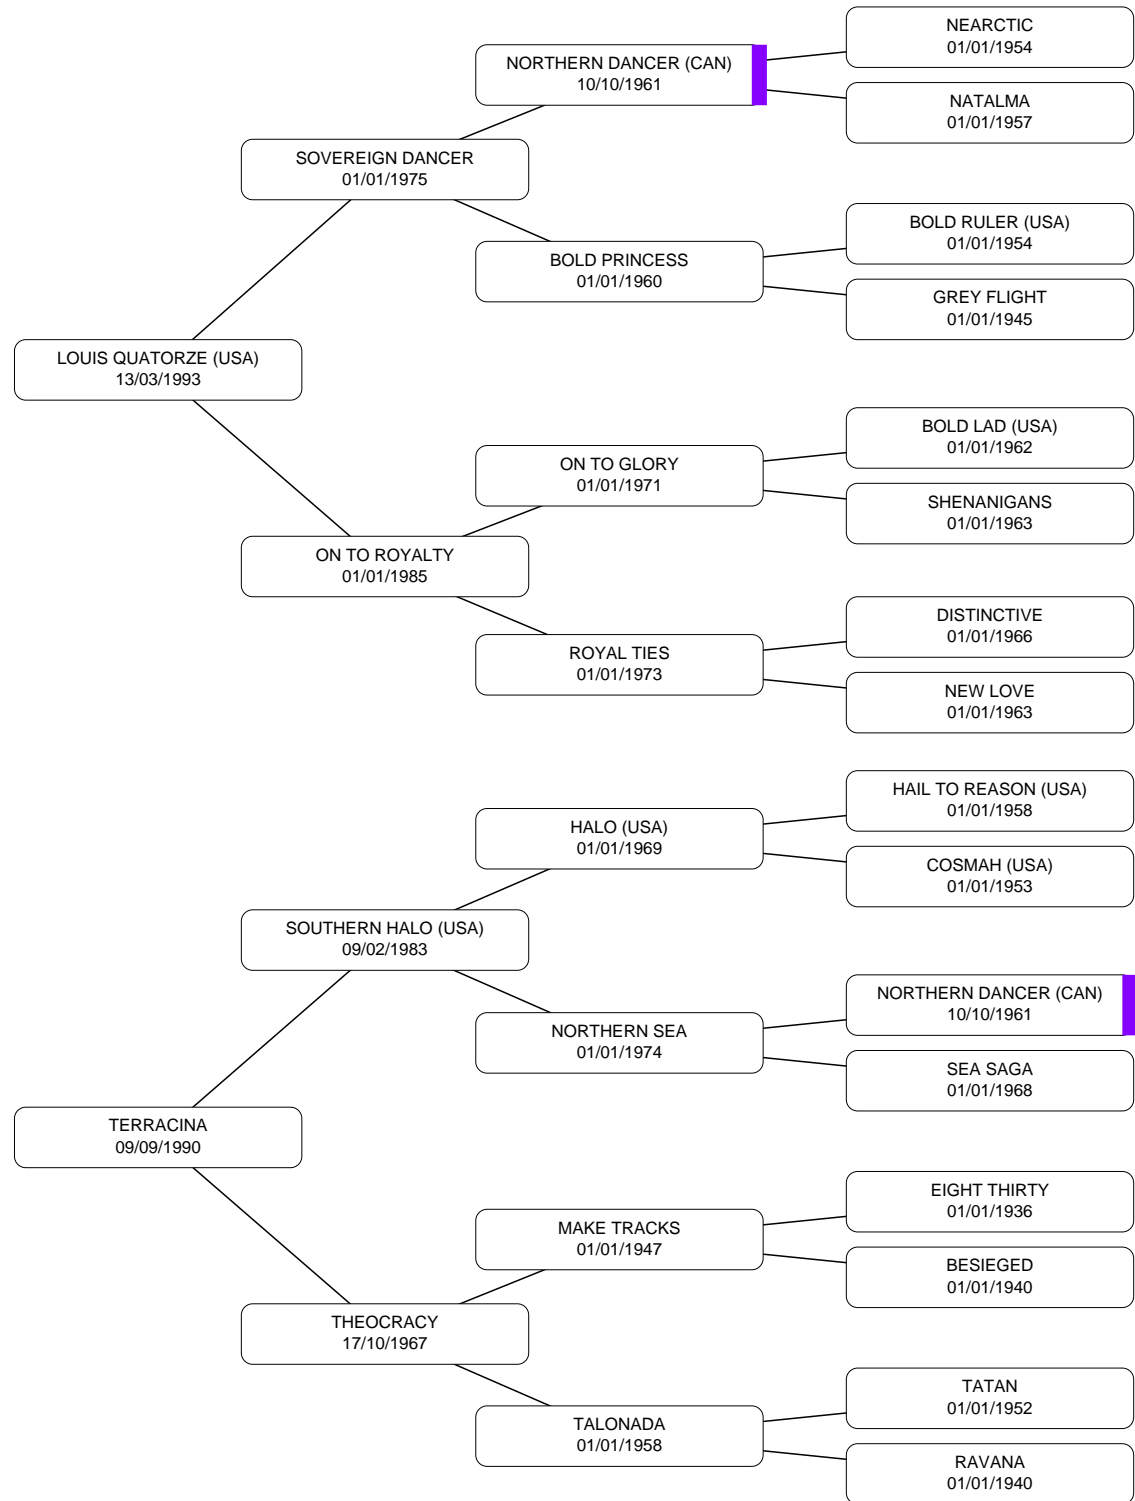 NEARCTIC
01/01/1954
NORTHERN DANCER (CAN)
10/10/1961
NATALMA
01/01/1957
SOVEREIGN DANCER
01/01/1975
BOLD RULER (USA)
01/01/1954
BOLD PRINCESS
01/01/1960
GREY FLIGHT
01/01/1945
LOUIS QUATORZE (USA)
13/03/1993
BOLD LAD (USA)
01/01/1962
ON TO GLORY
01/01/1971
SHENANIGANS
01/01/1963
ON TO ROYALTY
01/01/1985
DISTINCTIVE
01/01/1966
ROYAL TIES
01/01/1973
NEW LOVE
01/01/1963
HAIL TO REASON (USA)
01/01/1958
HALO (USA)
01/01/1969
COSMAH (USA)
01/01/1953
SOUTHERN HALO (USA)
09/02/1983
NORTHERN DANCER (CAN)
10/10/1961
NORTHERN SEA
01/01/1974
SEA SAGA
01/01/1968
TERRACINA
09/09/1990
EIGHT THIRTY
01/01/1936
MAKE TRACKS
01/01/1947
BESIEGED
01/01/1940
THEOCRACY
17/10/1967
TATAN
01/01/1952
TALONADA
01/01/1958
RAVANA
01/01/1940